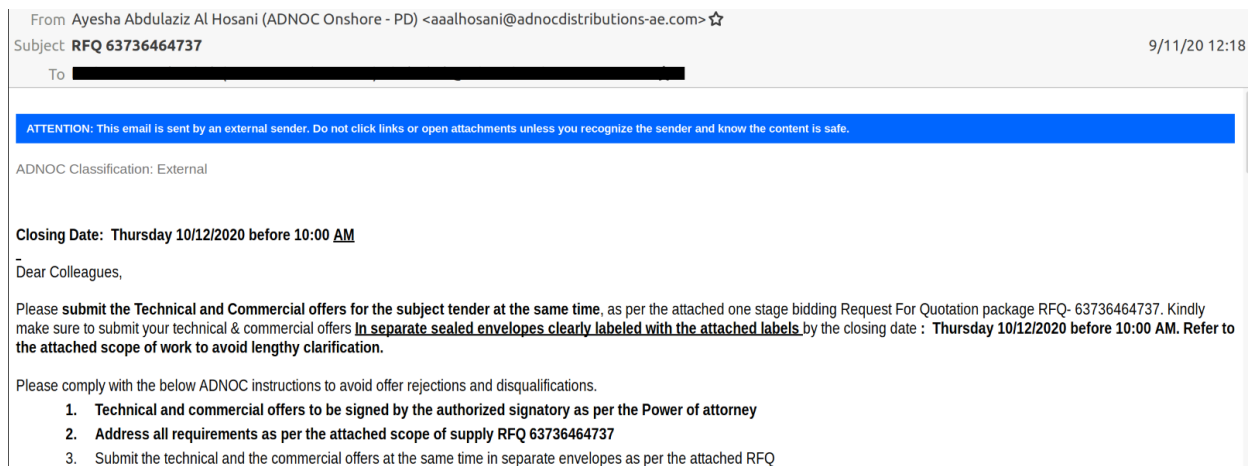 From Ayesha Abdulaziz Al Hosani (ADNOC Onshore - PD) <aaalhosani@adnocdistributions-ae.com>
Subject RFQ 63736464737 9/11/20 12:18
To
ATTENTION: This email is sent by an external sender. Do not click links or open attachments unless you recognize the sender and know the content is safe.
ADNOC Classification: External
Closing Date: Thursday 10/12/2020 before 10:00 AM
Dear Colleagues,
Please submit the Technical and Commercial offers for the subject tender at the same time, as per the attached one stage bidding Request For Quotation package RFQ- 63736464737. Kindly
make sure to submit your technical & commercial offers In separate sealed envelopes clearly labeled with the attached labels by the closing date : Thursday 10/12/2020 before 10:00 AM. Refer to
the attached scope of work to avoid lengthy clarification.
Please comply with the below ADNOC instructions to avoid offer rejections and disqualifications.
1. Technical and commercial offers to be signed by the authorized signatory as per the Power of attorney
2. Address all requirements as per the attached scope of supply RFQ 63736464737
3. Submit the technical and the commercial offers at the same time in separate envelopes as per the attached RFQ